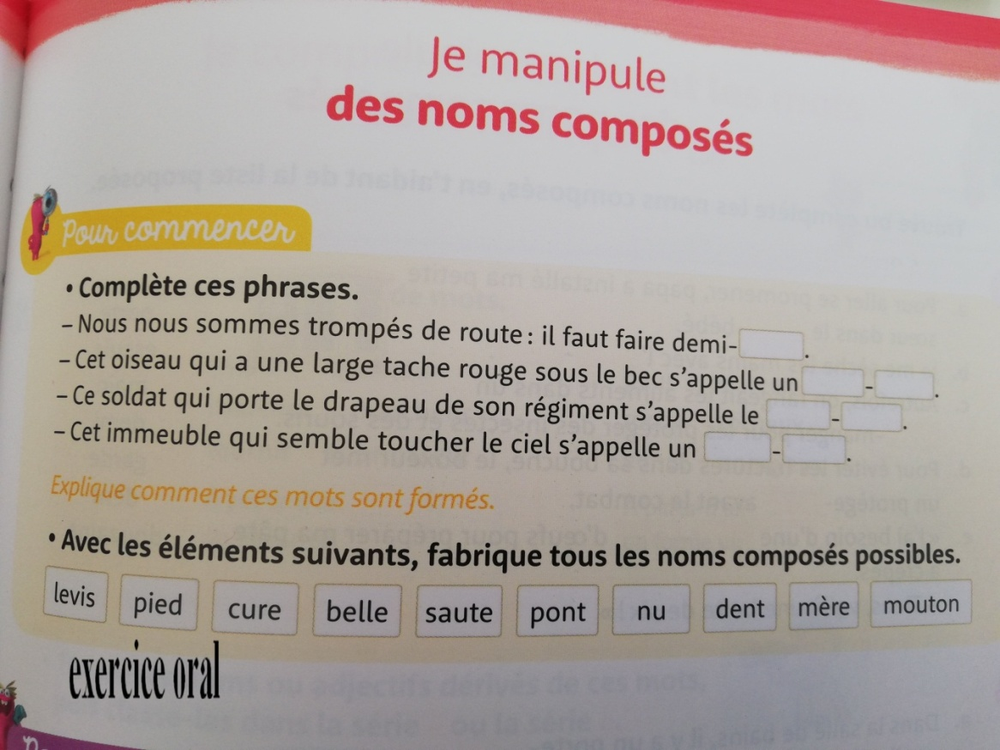 Je manipule
des noms composés
Pour commencer
• Complète ces phrases.
– Nous nous sommes trompés de route : il faut faire demi- .
– Cet oiseau qui a une large tache rouge sous le bec s'appelle un - .
– Ce soldat qui porte le drapeau de son régiment s'appelle le - .
– Cet immeuble qui semble toucher le ciel s'appelle un - .
Explique comment ces mots sont formés.
• Avec les éléments suivants, fabrique tous les noms composés possibles.
levis pied cure belle saute pont nu dent mère mouton
exercice oral